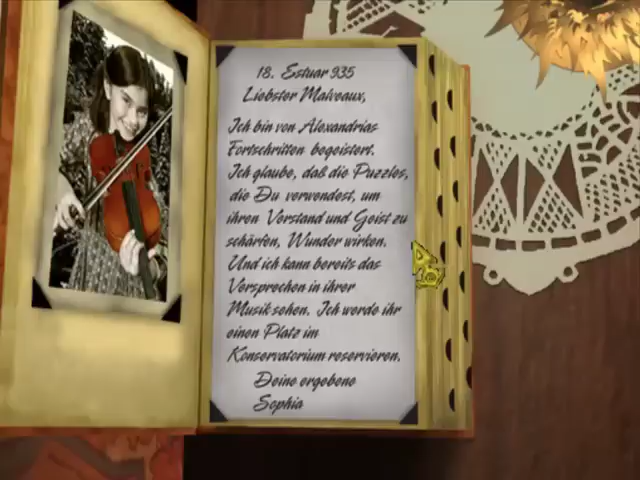 18. Estuar 935
Liebster Malveaux,
Ich bin von Alexandrias
Fortschritten begeistert.
Ich glaube, daß die Puzzles,
die Du verwendest, um
ihren Verstand und Geist zu
schärfen, Wunder wirken.
Und ich kann bereits das
Versprechen in ihrer
Musik sehen. Ich werde ihr
einen Platz im
Konservatorium reservieren.
Deine ergebene
Sophia